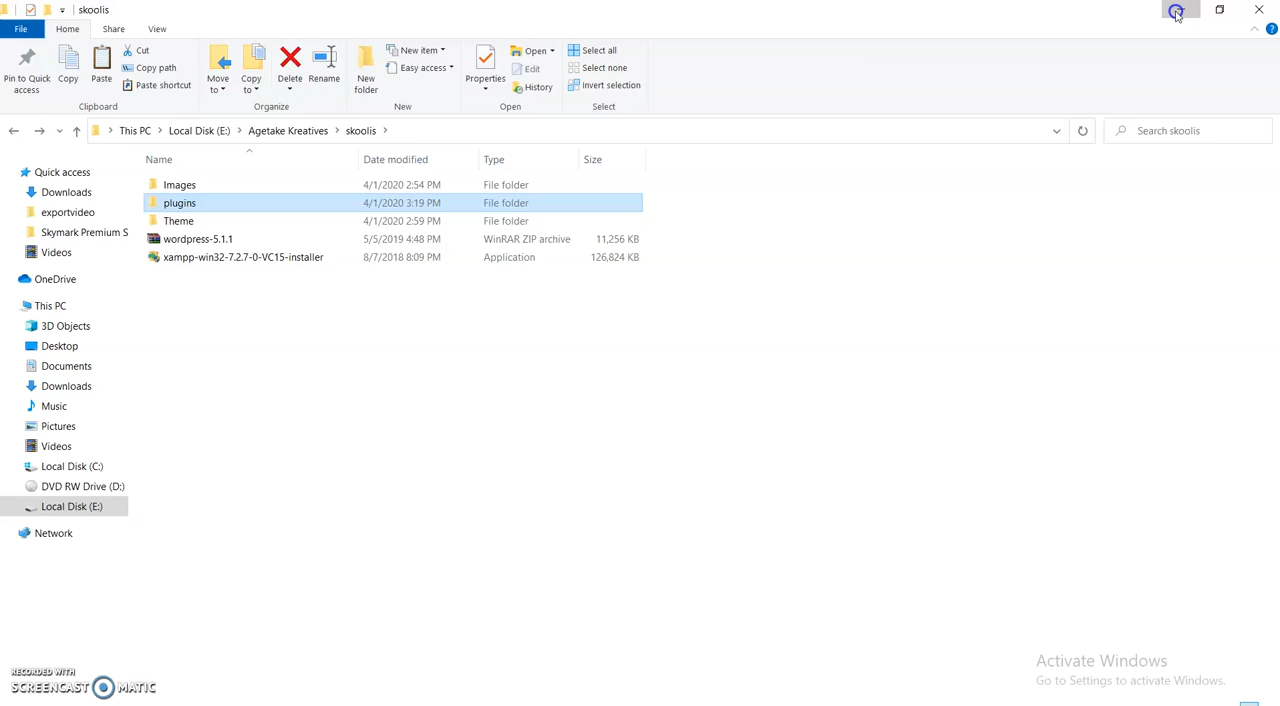 skoolis
File Home Share View
Pin to Quick access
Copy
Paste
Cut
Copy path
Paste shortcut
Clipboard
Move to
Copy to
Delete
Rename
Organize
New folder
New item
Easy access
New
Properties
Open
Edit
History
Open
Select all
Select none
Invert selection
Select
This PC > Local Disk (E:) > Agetake Kreatives > skoolis >
Search skoolis
Name Date modified Type Size
Images 4/1/2020 2:54 PM File folder
plugins 4/1/2020 3:19 PM File folder
Theme 4/1/2020 2:59 PM File folder
wordpress-5.1.1 5/5/2019 4:48 PM WinRAR ZIP archive 11,256 KB
xampp-win32-7.2.7-0-VC15-installer 8/7/2018 8:09 PM Application 126,824 KB
Quick access
Downloads
exportvideo
Skymark Premium S
Videos
OneDrive
This PC
3D Objects
Desktop
Documents
Downloads
Music
Pictures
Videos
Local Disk (C:)
DVD RW Drive (D:)
Local Disk (E:)
Network
Activate Windows
Go to Settings to activate Windows.
RECORDED WITH
SCREENCAST MATIC